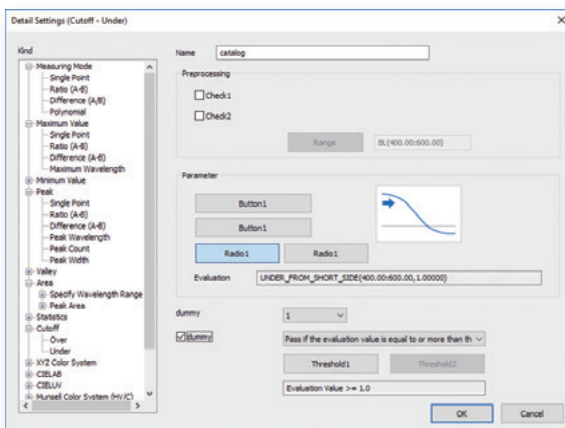 Detail Settings (Cutoff - Under)
Kind
Measuring Mode
Single Point
Ratio (A-B)
Difference (A/B)
Polynomial
Maximum Value
Single Point
Ratio (A-B)
Difference (A-B)
Maximum Wavelength
Minimum Value
Peak
Single Point
Ratio (A-B)
Difference (A-B)
Peak Wavelength
Peak Count
Peak Width
Valley
Area
Specify Wavelength Range
Peak Area
Statistics
Cutoff
Over
Under
XYZ Color System
CIELAB
CIELUV
Munsell Color System (HV/C)
Name catalog
Preprocessing
Check1
Check2
Range BL(400.00:600.00)
Parameter
Button1
Button1
Radio1 Radio1
Evaluation UNDER_FROM_SHORT_SIDE(400.00:600.00,1.00000)
dummy 1
dummy Pass if the evaluation value is equal to or more than th
Threshold1 Threshold2
Evaluation Value >= 1.0
OK Cancel